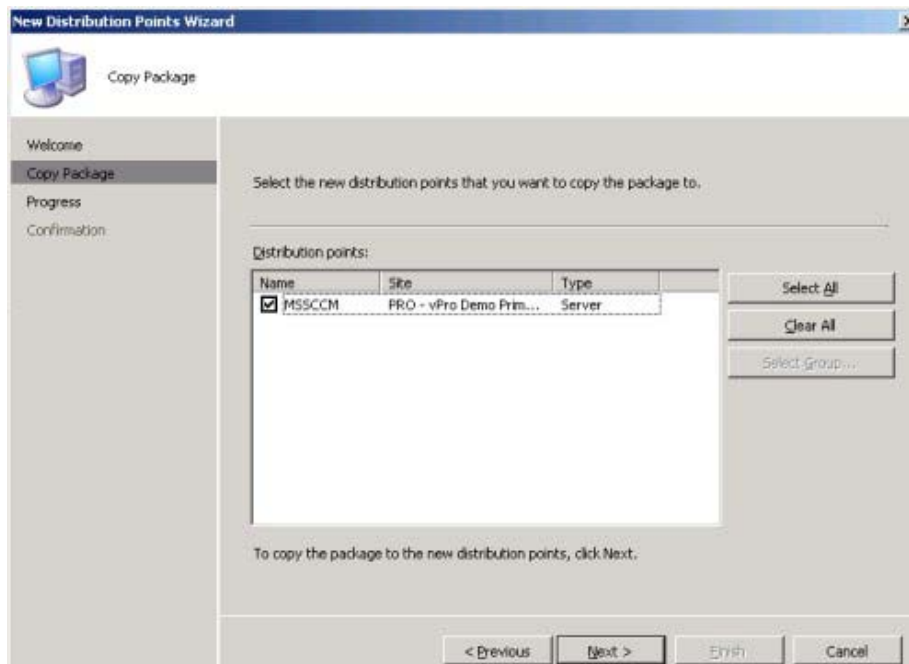 New Distribution Points Wizard
Copy Package
Welcome
Copy Package
Progress
Confirmation
Select the new distribution points that you want to copy the package to.
Distribution points:
Name Site Type
MSSCCM PRO - vPro Demo Prim... Server
Select All
Clear All
Select Group...
To copy the package to the new distribution points, click Next.
< Previous Next > Finish Cancel